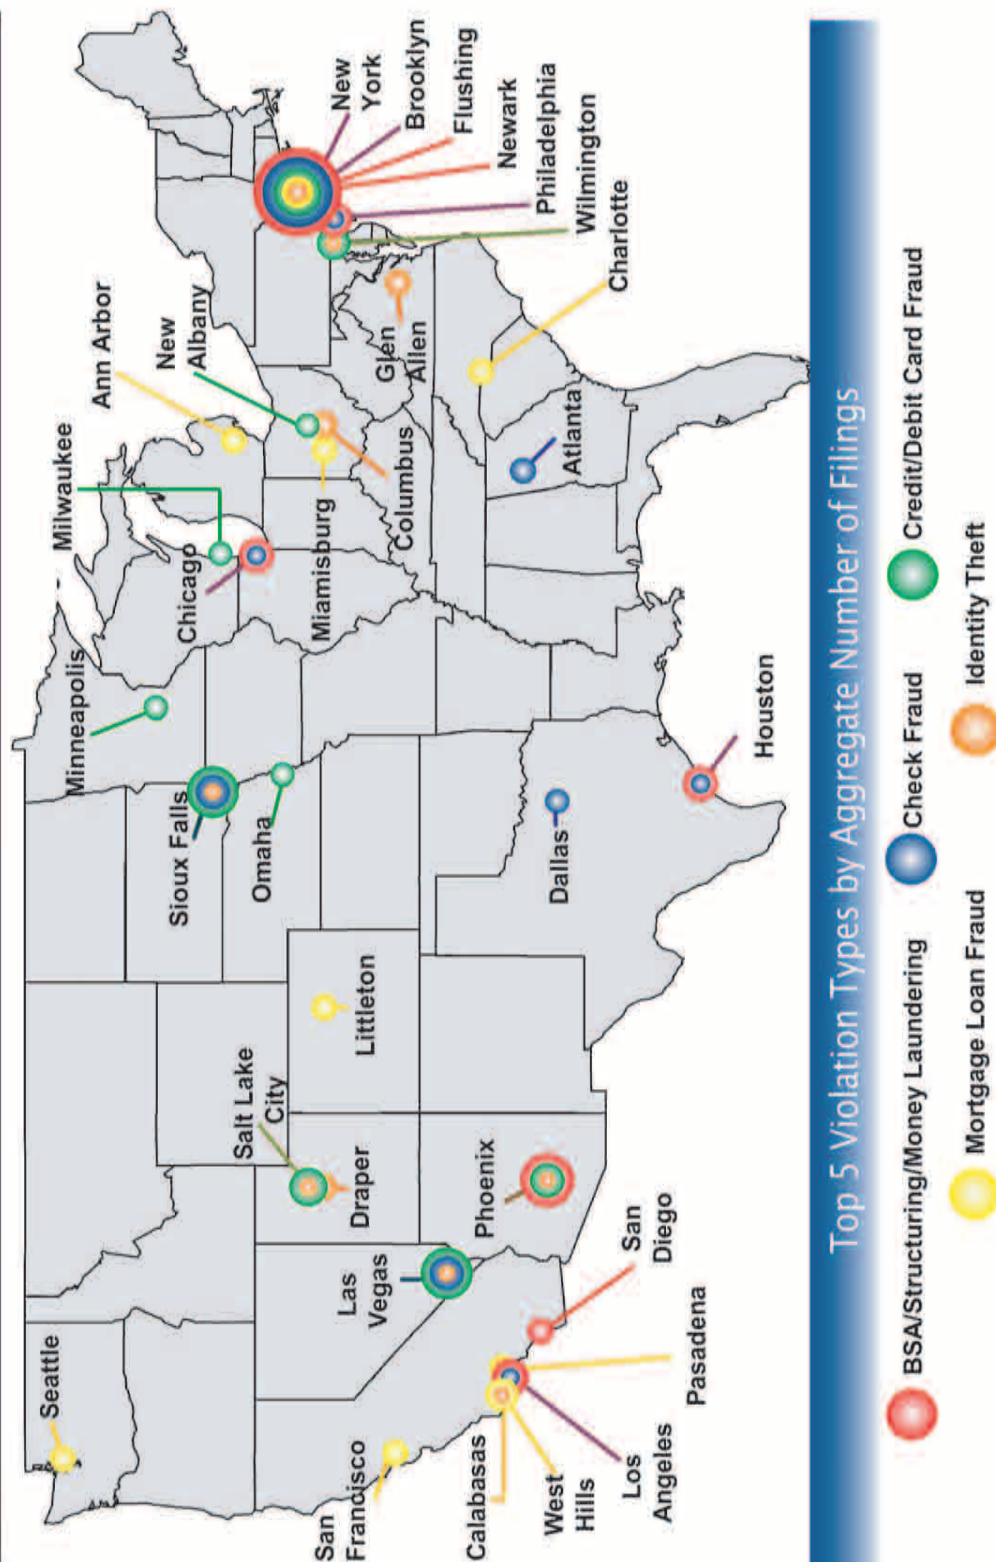 Seattle
San
Francisco
Calabasas
West
Hills
Los
Angeles
Pasadena
San
Diego
Las
Vegas
Phoenix
Salt Lake
City
Draper
Littleton
Sioux Falls
Omaha
Minneapolis
Dallas
Houston
Milwaukee
Chicago
Miamisburg
Columbus
Ann Arbor
New
Albany
Glen
Allen
Atlanta
Charlotte
New
York
Brooklyn
Flushing
Newark
Philadelphia
Wilmington
Top 5 Violation Types by Aggregate Number of Filings
BSA/Structuring/Money Laundering
Check Fraud
Credit/Debit Card Fraud
Mortgage Loan Fraud
Identity Theft